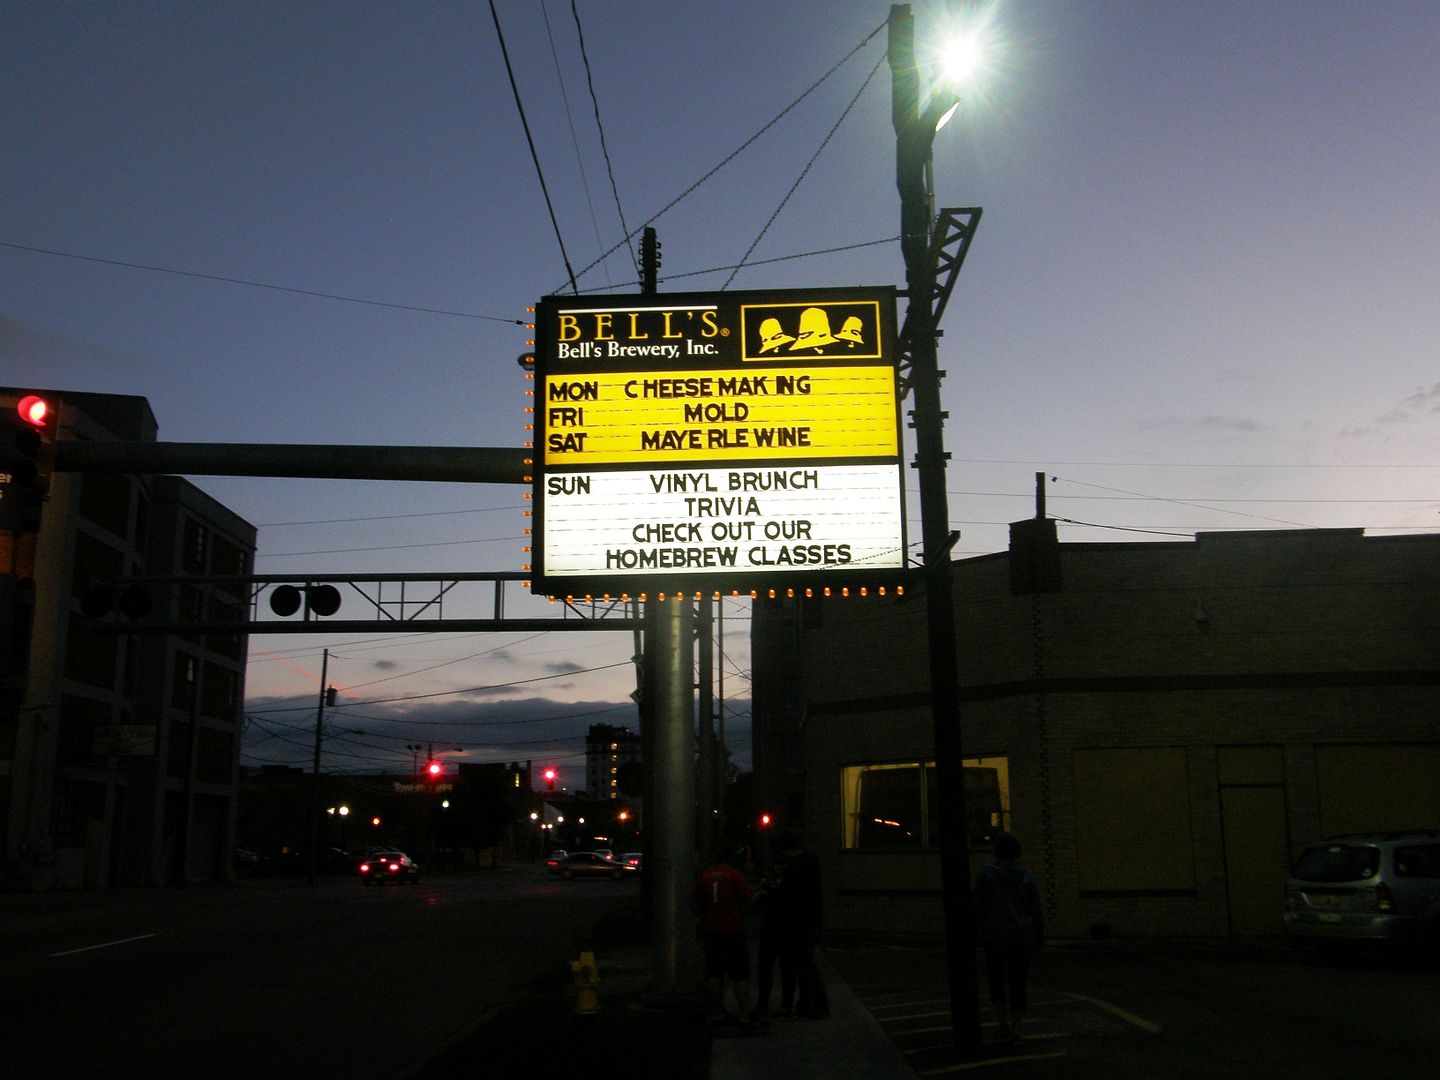 BELL'S®
Bell's Brewery, Inc.
MON CHEESE MAKING
FRI MOLD
SAT MAYERLE WINE
SUN VINYL BRUNCH
TRIVIA
CHECK OUT OUR
HOMEBREW CLASSES
1